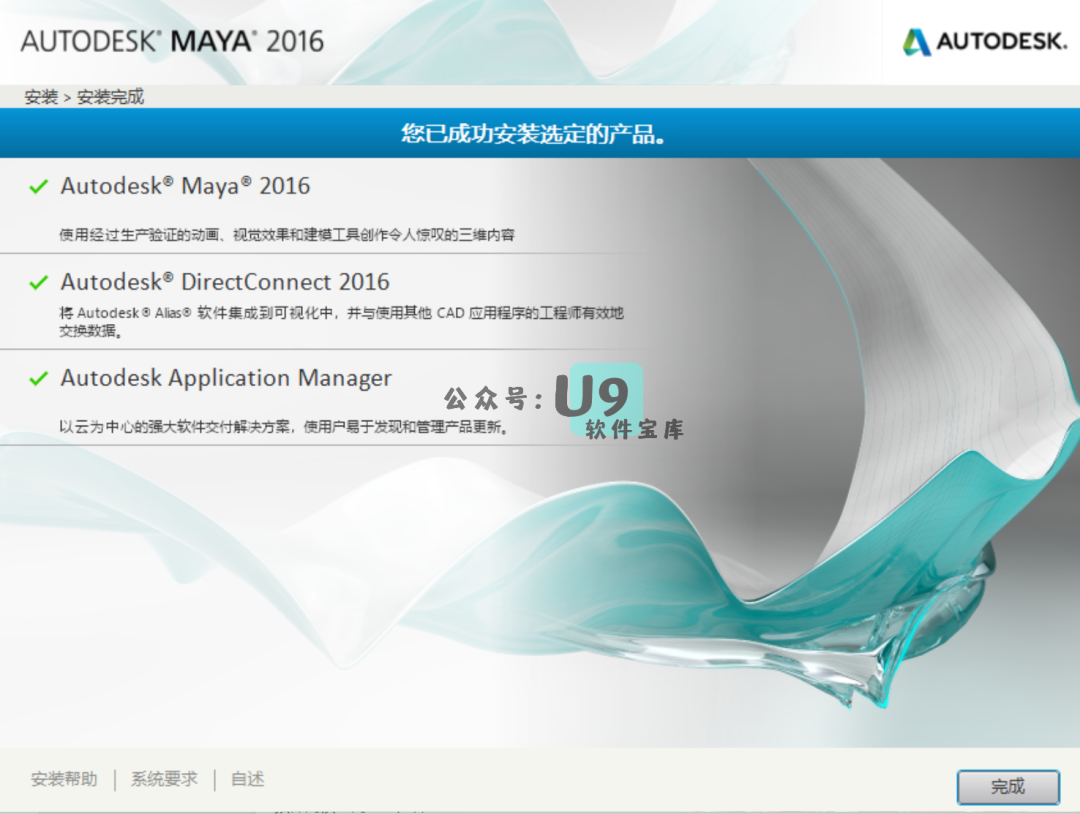 AUTODESK® MAYA® 2016
AUTODESK.
安装 > 安装完成
您已成功安装选定的产品。
Autodesk® Maya® 2016
使用经过生产验证的动画、视觉效果和建模工具创作令人惊叹的三维内容
Autodesk® DirectConnect 2016
将 Autodesk® Alias® 软件集成到可视化中，并与使用其他 CAD 应用程序的工程师有效地
交换数据。
Autodesk Application Manager
以云为中心的强大软件交付解决方案，使用户易于发现和管理产品更新。
公众号：U9
软件宝库
安装帮助 | 系统要求 | 自述
完成